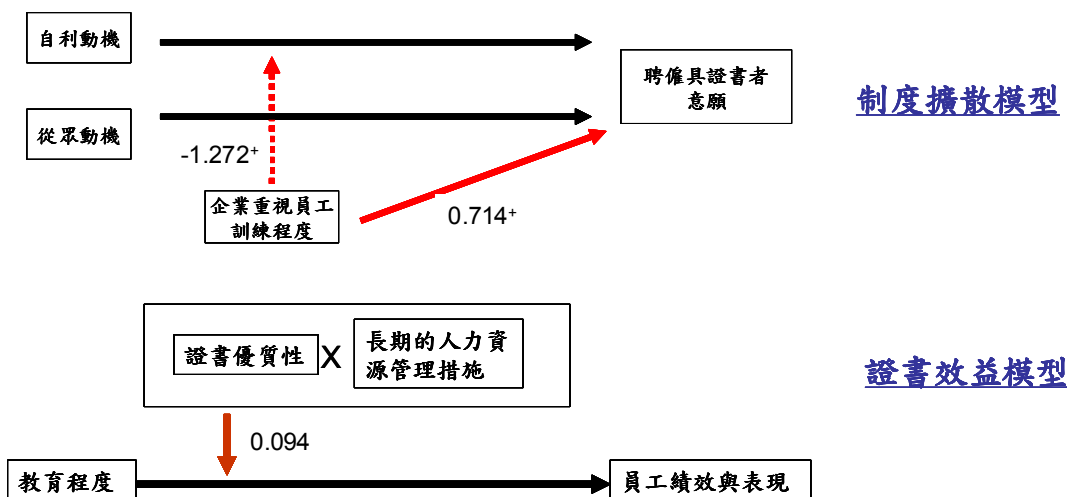 自利動機
聘僱具證書者
意願
制度擴散模型
從眾動機
-1.272⁺
企業重視員工
訓練程度
0.714⁺
證書優質性
X
長期的人力資
源管理措施
證書效益模型
0.094
教育程度
員工績效與表現